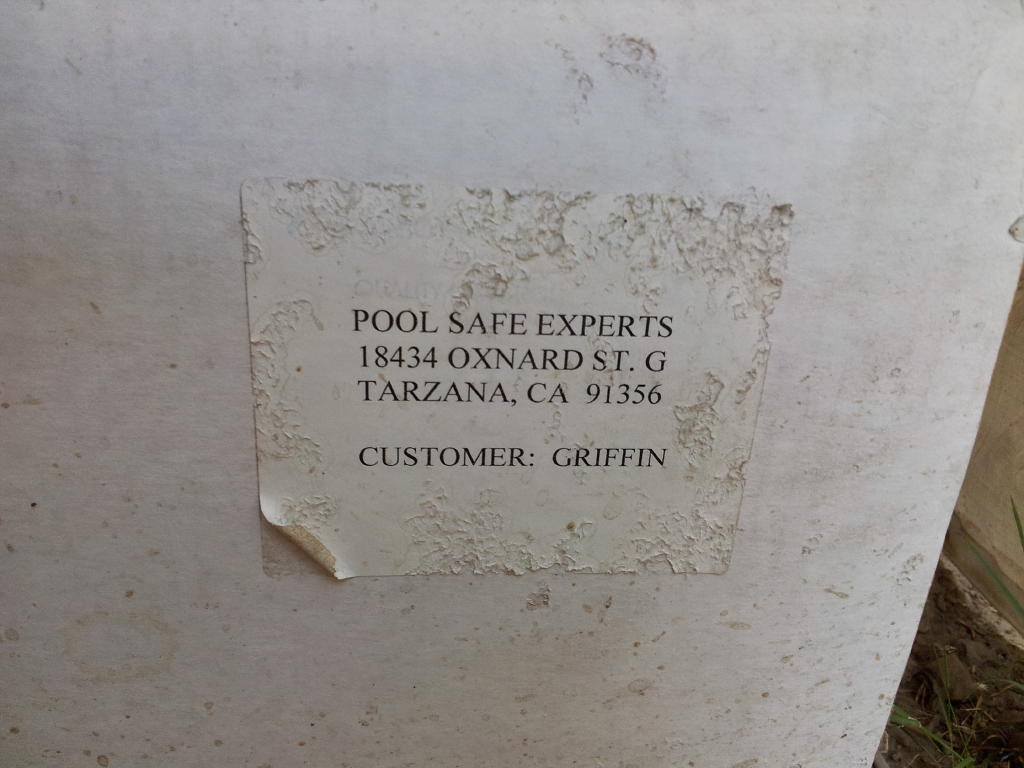 POOL SAFE EXPERTS
18434 OXNARD ST. G
TARZANA, CA 91356
CUSTOMER: GRIFFIN